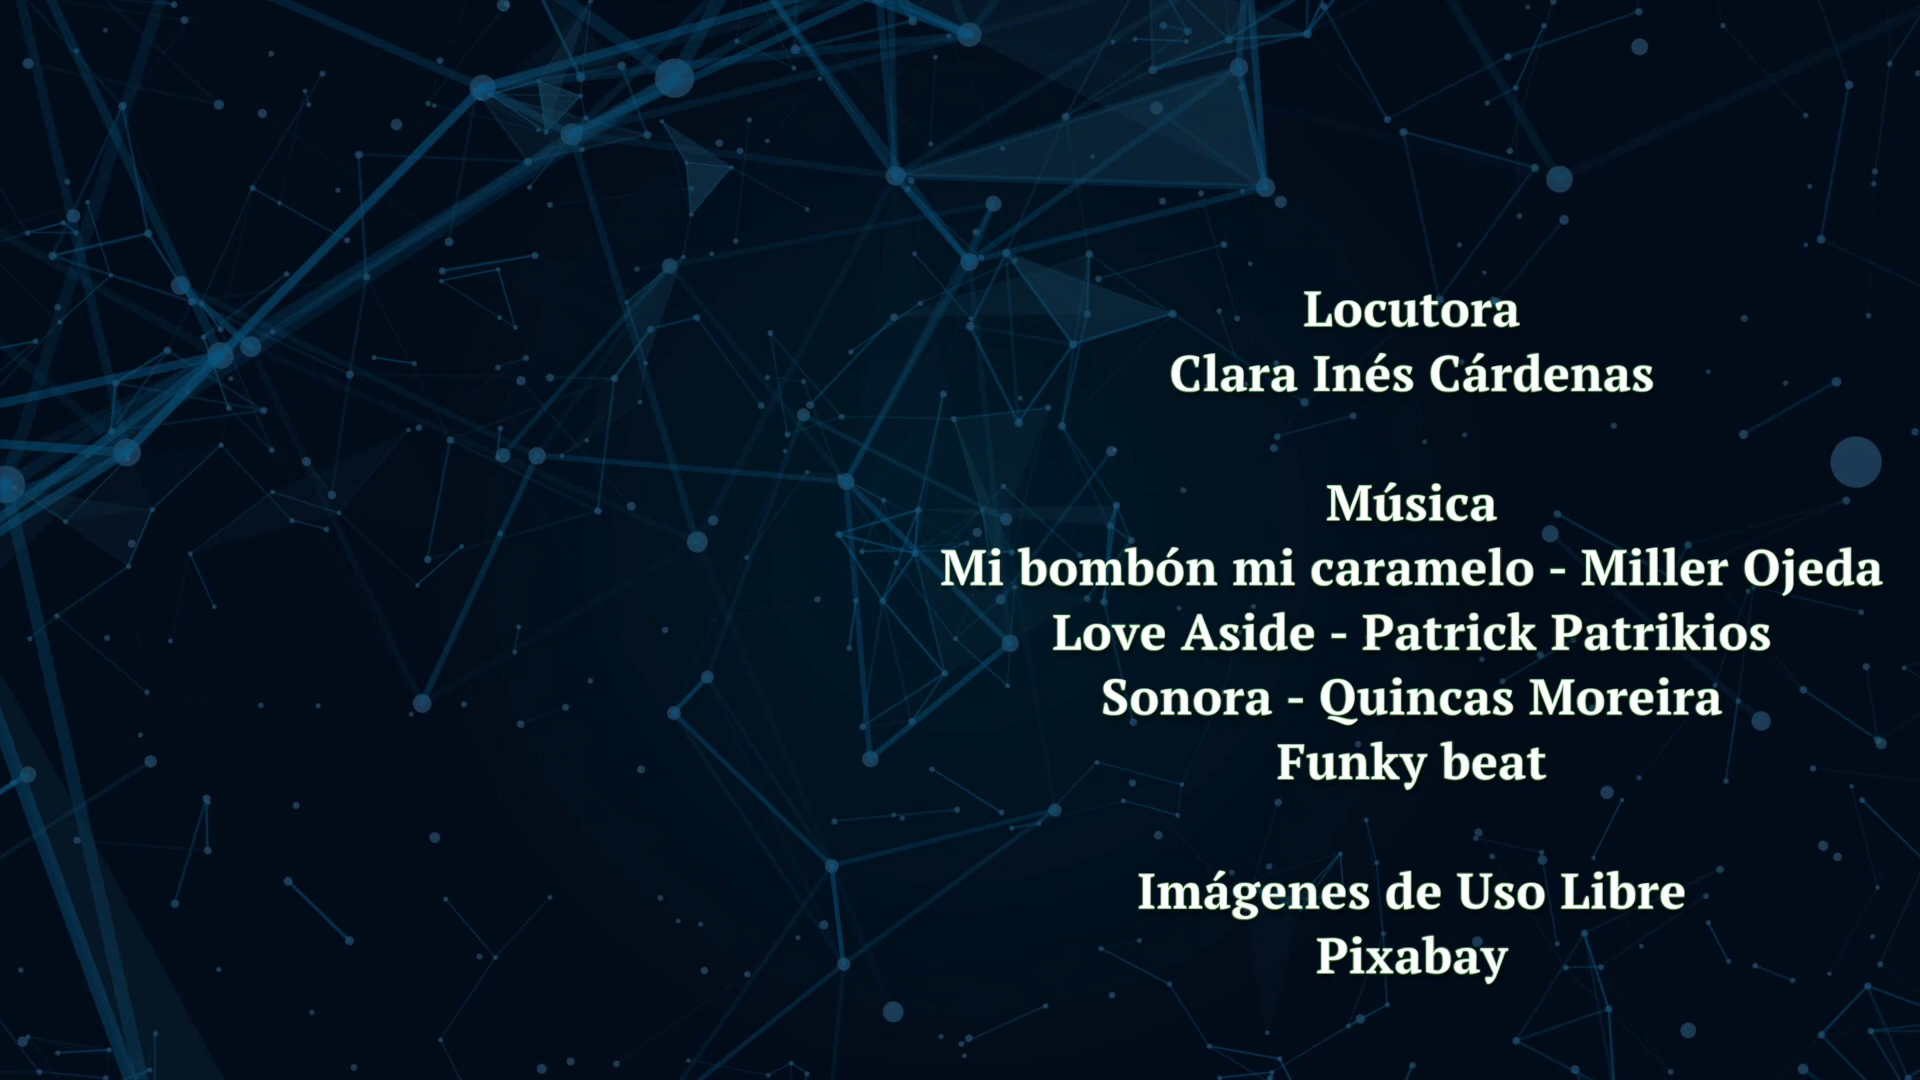 Locutora
Clara Inés Cárdenas
Música
Mi bombón mi caramelo - Miller Ojeda
Love Aside - Patrick Patrikios
Sonora - Quincas Moreira
Funky beat
Imágenes de Uso Libre
Pixabay